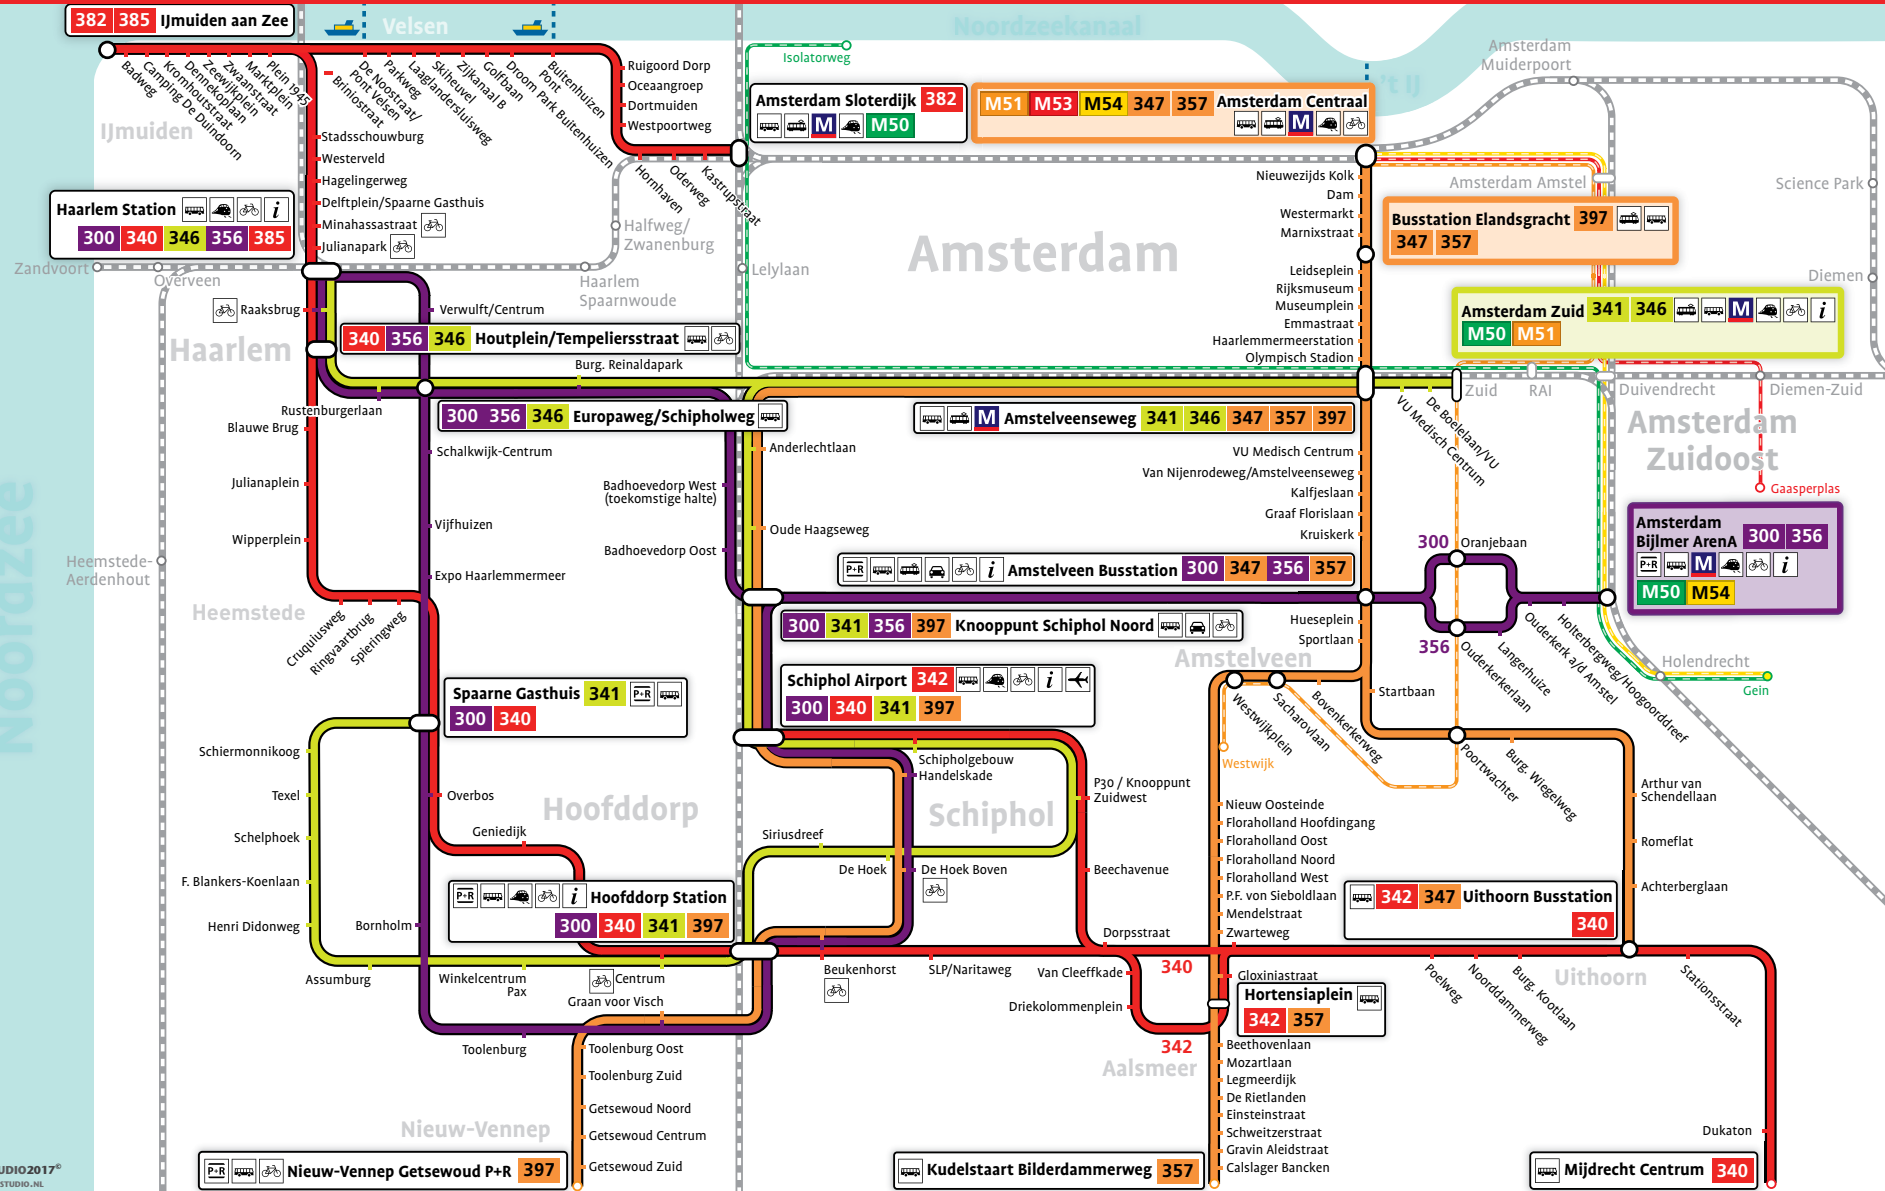 382 385 IJmuiden aan Zee
Velsen
Noordzeekanaal
't IJ
Badweg
Camping De Duindoorn
Kromhoutstraat
Dennekoplaan
Zeewijkplein
Zwaanstraat
Marktplein
Plein 1945
Briniostraat
Pont Velsen
De Noostraat/
Parkweg
Laaglandersluisweg
Skiheuvel
Zijkanaal B
Golfbaan
Droom Park Buitenhuizen
Pont
Buitenhuizen
Ruigoord Dorp
Oceaangroep
Dortmuiden
Westpoortweg
Hornhaven
Oderweg
Kastrupstraat
Isolatorweg
Amsterdam Sloterdijk 382
M M50
M51 M53 M54 347 357 Amsterdam Centraal
M
Amsterdam
Muiderpoort
IJmuiden
Stadsschouwburg
Westerveld
Hagelingerweg
Delftplein/Spaarne Gasthuis
Minahassastraat
Julianapark
Haarlem Station i
300 340 346 356 385
Zandvoort
Overveen
Halfweg/
Zwanenburg
Haarlem
Spaarnwoude
Lelylaan
Amsterdam
Nieuwezijds Kolk
Dam
Westermarkt
Marnixstraat
Leidseplein
Rijksmuseum
Museumplein
Emmastraat
Haarlemmermeerstation
Olympisch Stadion
Amsterdam Amstel
Science Park
Diemen
Busstation Elandsgracht 397
347 357
Amsterdam Zuid 341 346 M i
M50 M51
Zuid
RAI
Duivendrecht
Diemen-Zuid
Amsterdam
Zuidoost
Gaasperplas
Raaksbrug
Verwulft/Centrum
Haarlem
340 356 346 Houtplein/Tempeliersstraat
Burg. Reinaldapark
Rustenburgerlaan
Blauwe Brug
300 356 346 Europaweg/Schipholweg
M Amstelveenseweg 341 346 347 357 397
VU Medisch Centrum
De Boelelaan/VU
Schalkwijk-Centrum
Anderlechtlaan
Julianaplein
Badhoevedorp West
(toekomstige halte)
Vijfhuizen
Oude Haagseweg
Wipperplein
Badhoevedorp Oost
Expo Haarlemmermeer
VU Medisch Centrum
Van Nijenrodeweg/Amstelveenseweg
Kalfjeslaan
Graaf Florislaan
Kruiskerk
P+R i Amstelveen Busstation 300 347 356 357
300
Oranjebaan
Amsterdam
Bijlmer ArenA 300 356
P+R M i
M50 M54
Noordzee
Heemstede-
Aerdenhout
Heemstede
Cruquiusweg
Ringvaartbrug
Spieringweg
300 341 356 397 Knooppunt Schiphol Noord
Hueseplein
Sportlaan
356
Ouderkerkerlaan
Langerhuize
Ouderkerk a/d Amstel
Holterbergweg/Hoogoorddreef
Holendrecht
Gein
Amstelveen
Startbaan
Spaarne Gasthuis 341 P+R
300 340
Schiphol Airport 342 i
300 340 341 397
Westwijkplein
Sacharovlaan
Bovenkerkerweg
Westwijk
Poortwachter
Burg. Wiegelweg
Schiermonnikoog
Texel
Schelphoek
F. Blankers-Koenlaan
Henri Didonweg
Overbos
Hoofddorp
Geniedijk
Schipholgebouw
Handelskade
Schiphol
Siriusdreef
De Hoek
De Hoek Boven
P30 / Knooppunt
Zuidwest
Beechavenue
Nieuw Oosteinde
Floraholland Hoofdingang
Floraholland Oost
Floraholland Noord
Floraholland West
P.F. von Sieboldlaan
Mendelstraat
Zwarteweg
Arthur van
Schendellaan
Romeflat
Achterberglaan
342 347 Uithoorn Busstation
340
P+R i Hoofddorp Station
300 340 341 397
Bornholm
Assumburg
Winkelcentrum
Pax
Centrum
Graan voor Visch
Beukenhorst
SLP/Naritaweg
Dorpsstraat
340
Van Cleeffkade
Driekolommenplein
342
Gloxiniastraat
Hortensiaplein
342 357
Uithoorn
Poelweg
Noorddammerweg
Burg. Kootlaan
Stationsstraat
Toolenburg
Toolenburg Oost
Toolenburg Zuid
Getsewoud Noord
Getsewoud Centrum
Getsewoud Zuid
Nieuw-Vennep
Aalsmeer
Beethovenlaan
Mozartlaan
Legmeerdijk
De Rietlanden
Einsteinstraat
Schweitzerstraat
Gravin Aleidstraat
Calslager Bancken
Dukaton
P+R Nieuw-Vennep Getsewoud P+R 397
Kudelstaart Bilderdammerweg 357
Mijdrecht Centrum 340
UDIO2017©
STUDIO.NL